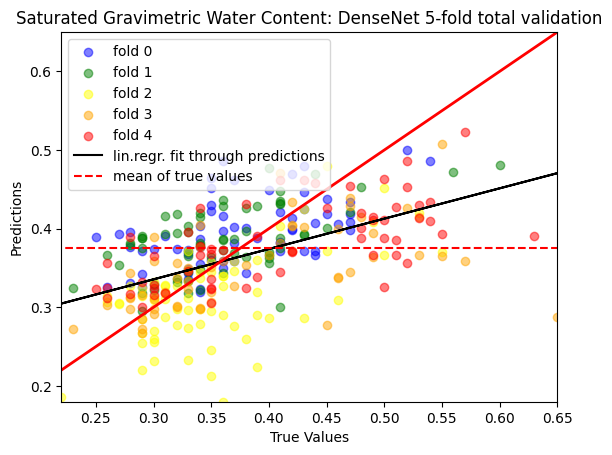 Saturated Gravimetric Water Content: DenseNet 5-fold total validation
fold 0
fold 1
fold 2
fold 3
fold 4
lin.regr. fit through predictions
mean of true values
Predictions
0.6
0.5
0.4
0.3
0.2
0.25 0.30 0.35 0.40 0.45 0.50 0.55 0.60 0.65
True Values